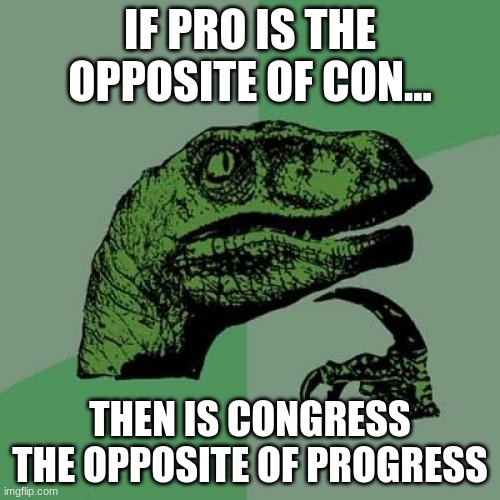 IF PRO IS THE
OPPOSITE OF CON...
THEN IS CONGRESS
THE OPPOSITE OF PROGRESS
imgflip.com